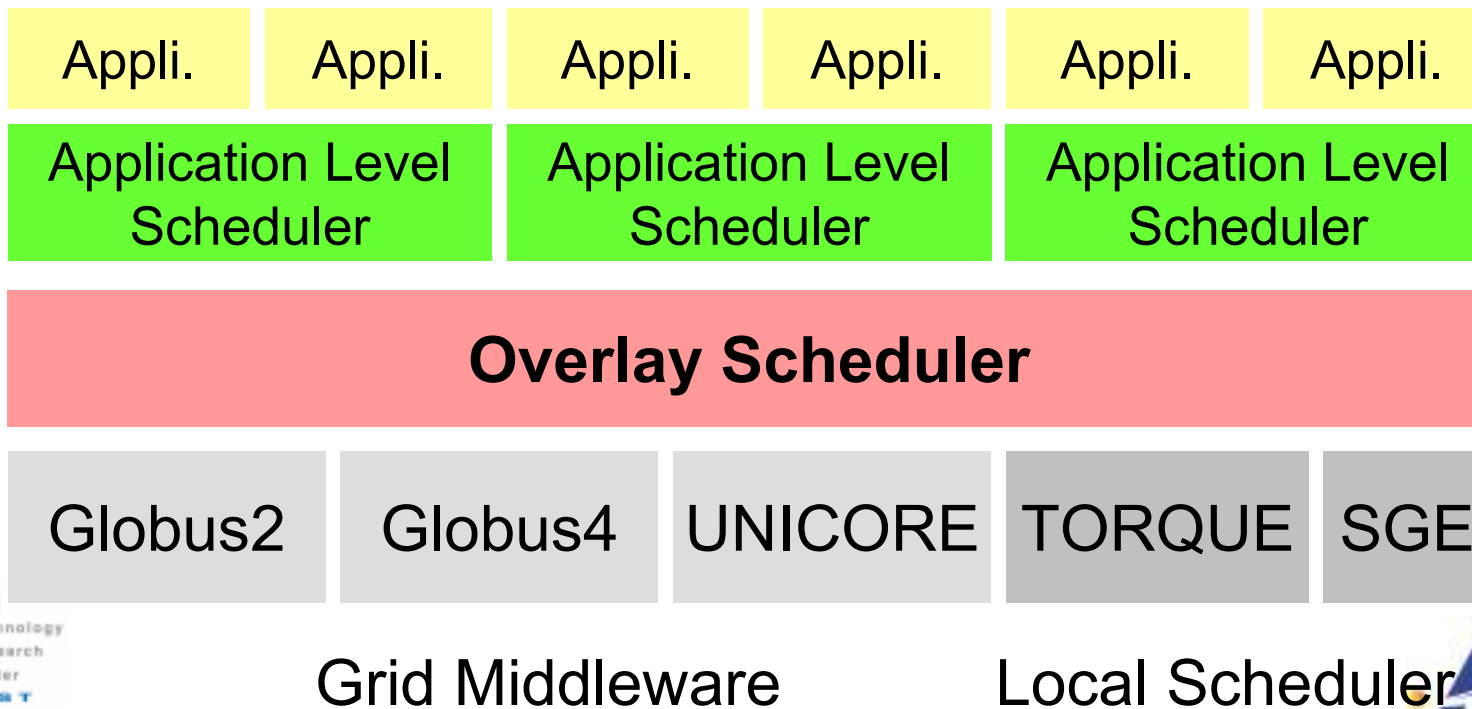 Appli. Appli. Appli. Appli. Appli. Appli.
Application Level Application Level Application Level
Scheduler Scheduler Scheduler
Overlay Scheduler
Globus2 Globus4 UNICORE TORQUE SGE
Grid Middleware Local Scheduler